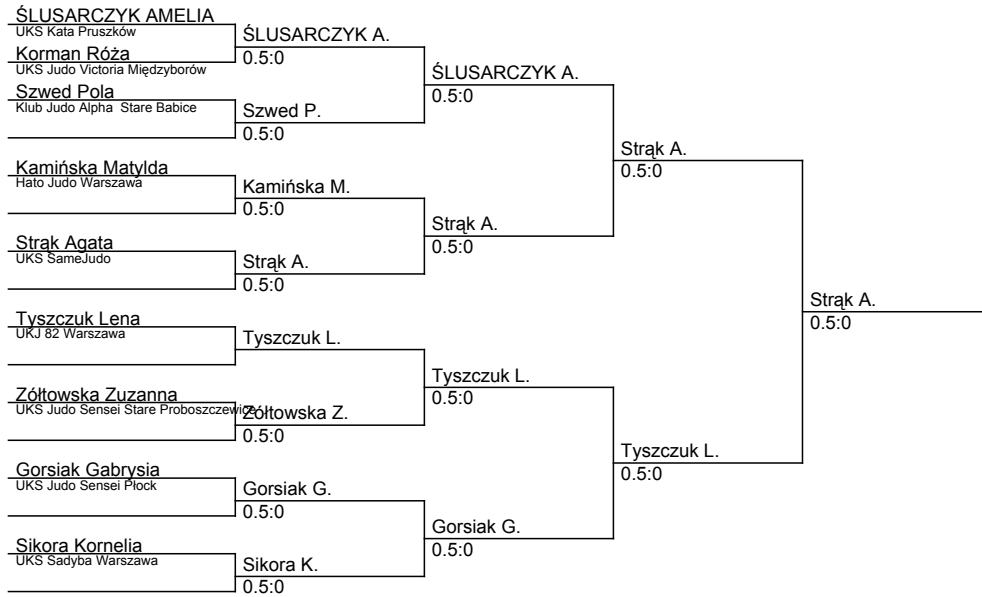 ŚLUSARCZYK AMELIA
UKS Kata Pruszków
Korman Róża
UKS Judo Victoria Międzyborów
Szwed Pola
Klub Judo Alpha Stare Babice
Kamińska Matylda
Hato Judo Warszawa
Strąk Agata
UKS SameJudo
Tyszczuk Lena
UKJ 82 Warszawa
Zółtowska Zuzanna
UKS Judo Sensei Stare Proboszczewice
Gorsiak Gabrysia
UKS Judo Sensei Płock
Sikora Kornelia
UKS Sadyba Warszawa
ŚLUSARCZYK A.
0.5:0
Szwed P.
0.5:0
Kamińska M.
0.5:0
Strąk A.
0.5:0
Tyszczuk L.
Zółtowska Z.
0.5:0
Gorsiak G.
0.5:0
Sikora K.
0.5:0
ŚLUSARCZYK A.
0.5:0
Strąk A.
0.5:0
Tyszczuk L.
0.5:0
Gorsiak G.
0.5:0
Strąk A.
0.5:0
Tyszczuk L.
0.5:0
Strąk A.
0.5:0